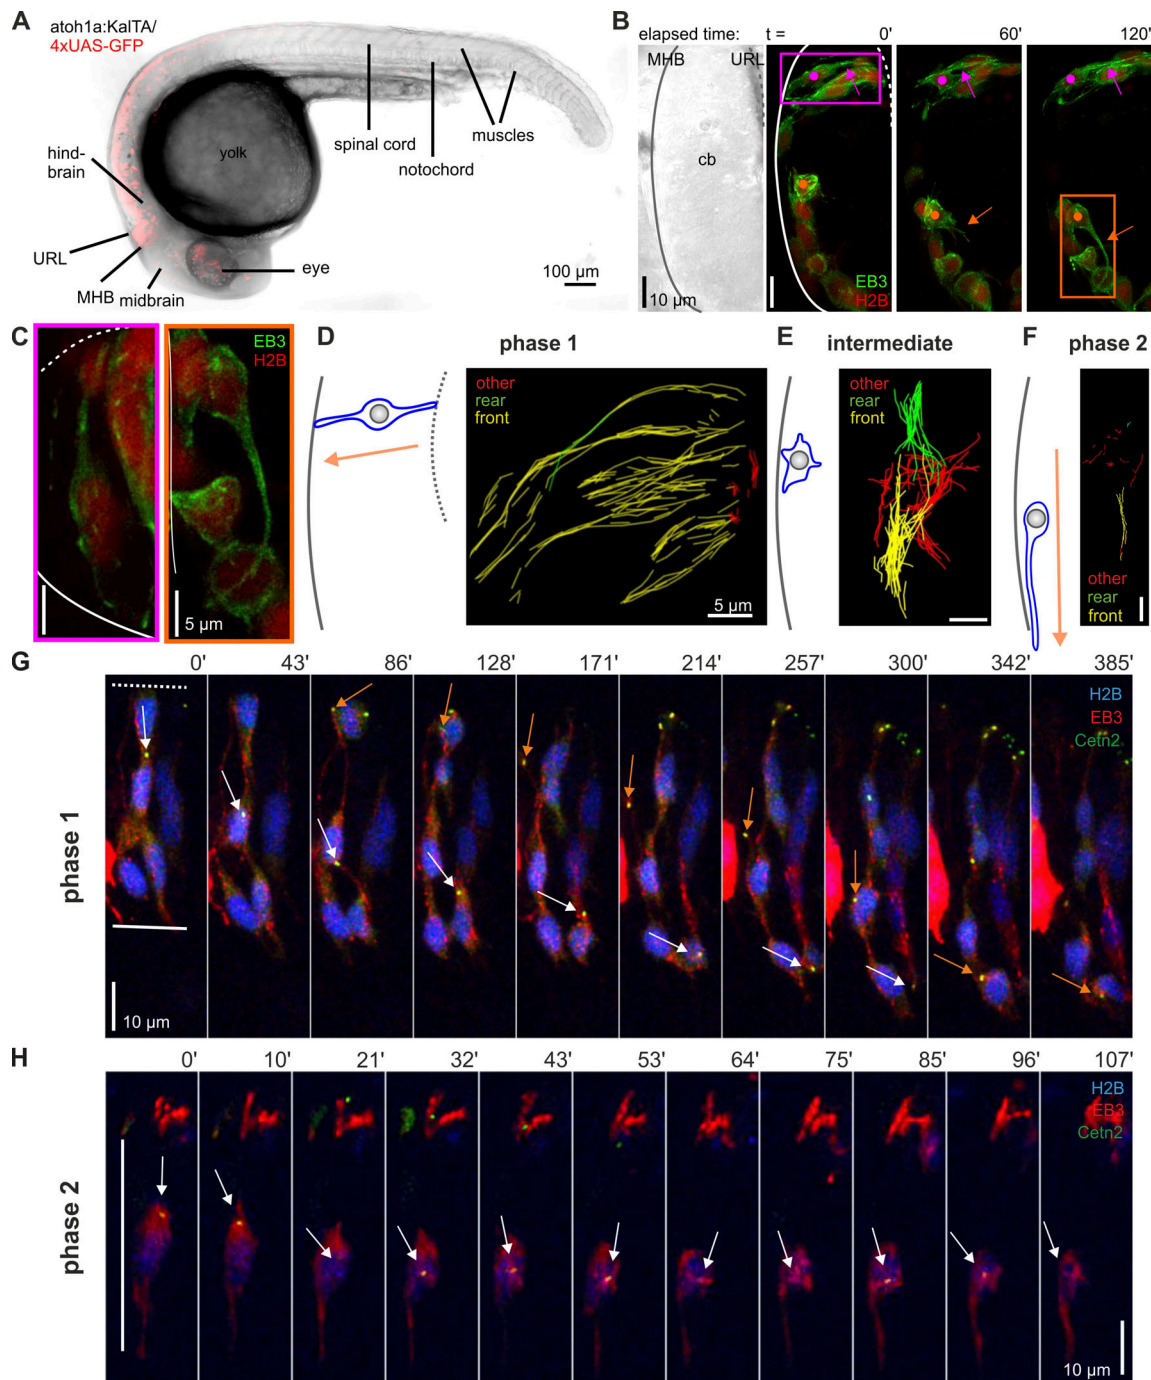 A
atoh1a:KalTA/
4xUAS-GFP
yolk
hind-
brain
URL
MHB
midbrain
eye
spinal cord
notochord
muscles
100 µm
B
elapsed time:
t =
0'
60'
120'
MHB
URL
cb
10 µm
EB3
H2B
C
EB3
H2B
5 µm
D
phase 1
other
rear
front
5 µm
E
intermediate
other
rear
front
F
phase 2
other
rear
front
G
0'
43'
86'
128'
171'
214'
257'
300'
342'
385'
H2B
EB3
Cetn2
phase 1
10 µm
H
0'
10'
21'
32'
43'
53'
64'
75'
85'
96'
107'
H2B
EB3
Cetn2
phase 2
10 µm